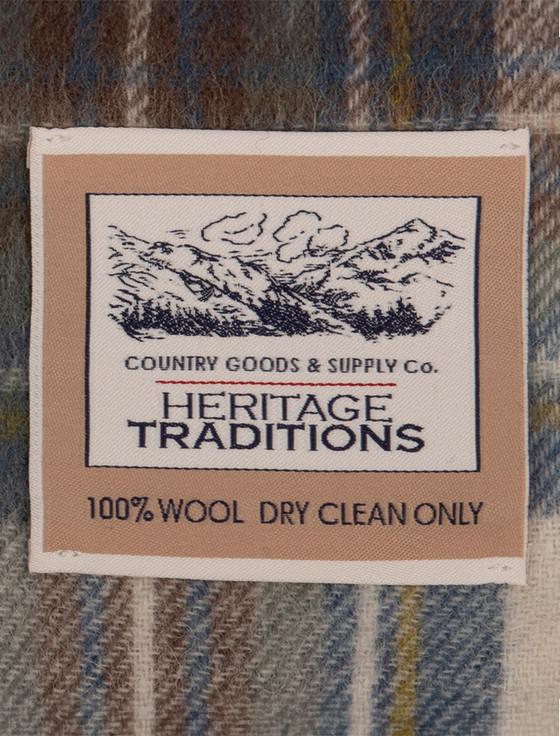 COUNTRY GOODS & SUPPLY Co.
HERITAGE
TRADITIONS
100% WOOL DRY CLEAN ONLY